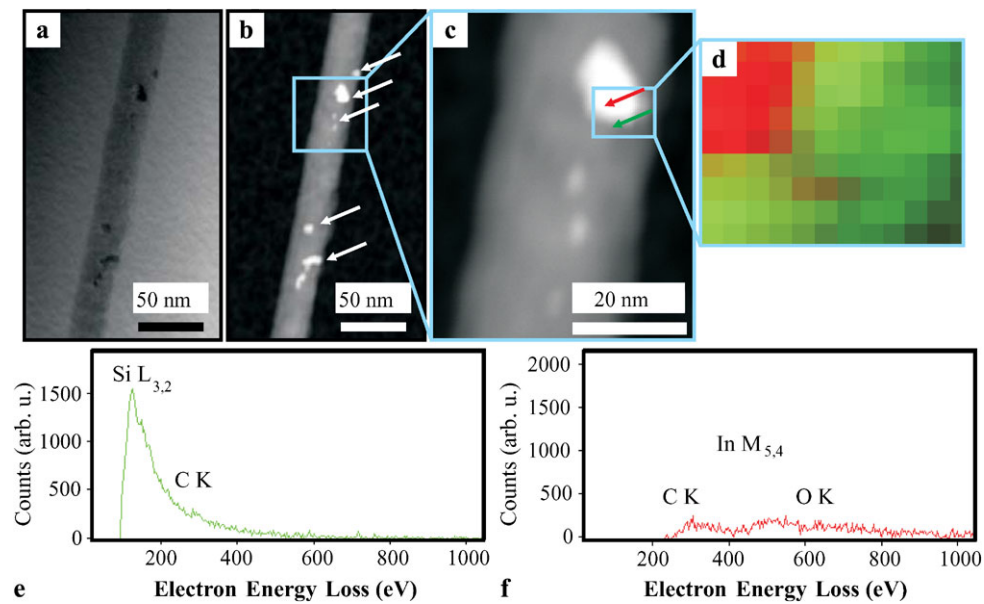 a
b
c
d
50 nm
50 nm
20 nm
Si L3,2
C K
Counts (arb. u.)
1500
1000
500
0
200
400
600
800
1000
Electron Energy Loss (eV)
e
In M5,4
C K
O K
Counts (arb. u.)
2000
1500
1000
500
0
200
400
600
800
1000
Electron Energy Loss (eV)
f